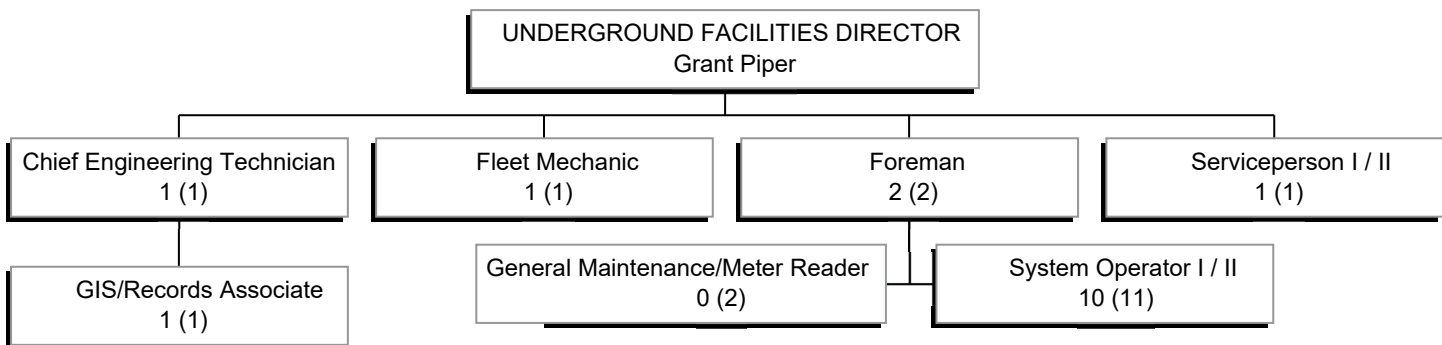 UNDERGROUND FACILITIES DIRECTOR
Grant Piper
Chief Engineering Technician
1 (1)
Fleet Mechanic
1 (1)
Foreman
2 (2)
Serviceperson I / II
1 (1)
GIS/Records Associate
1 (1)
General Maintenance/Meter Reader
0 (2)
System Operator I / II
10 (11)